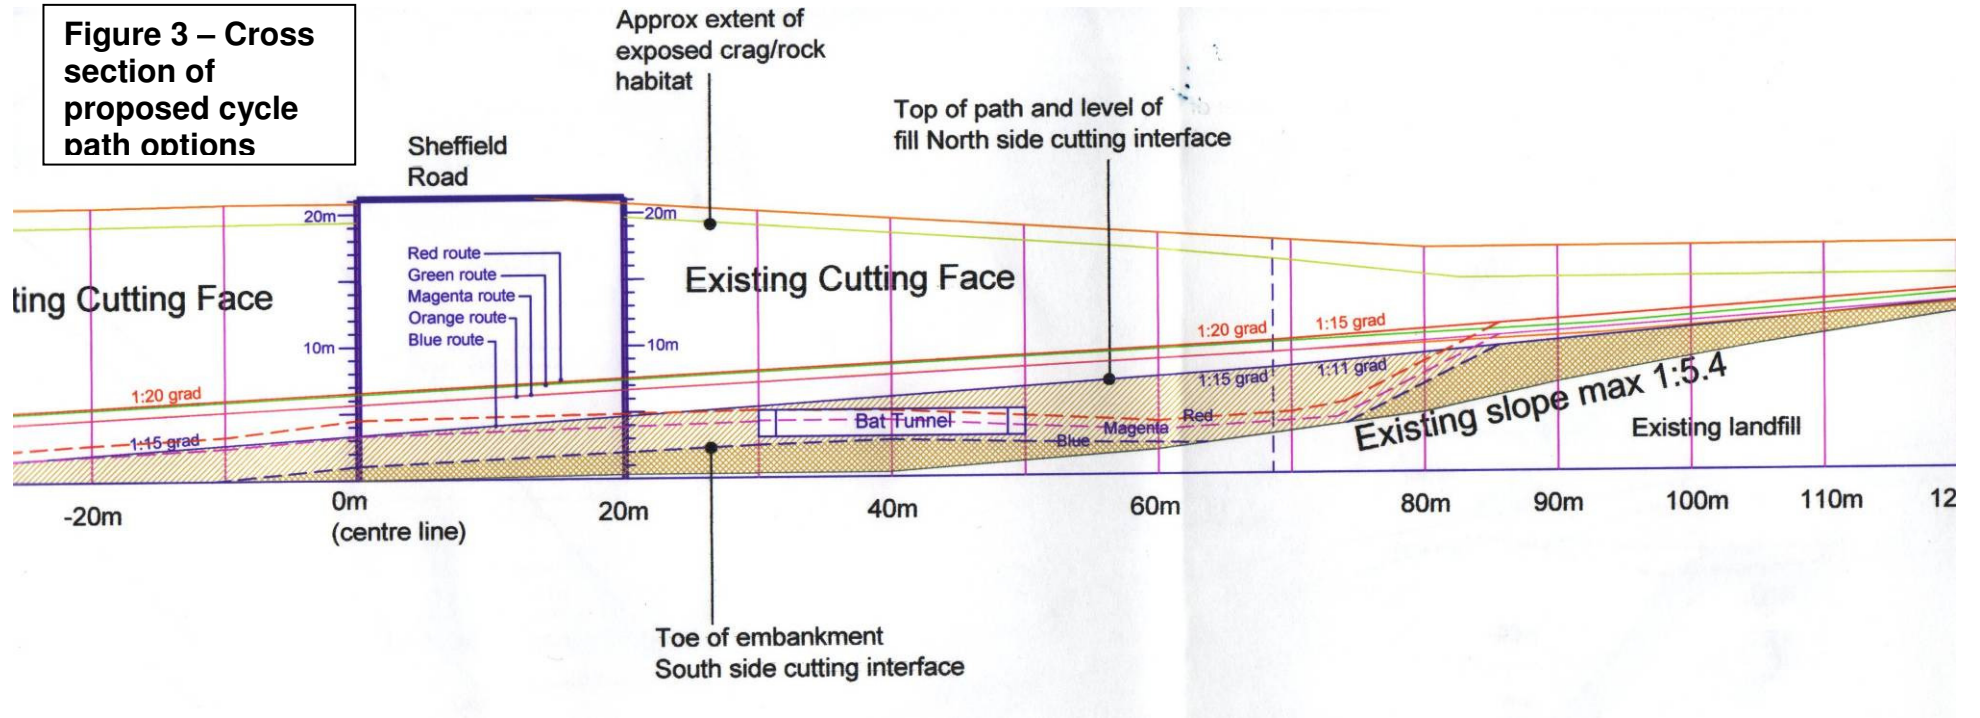 Figure 3 – Cross
section of
proposed cycle
path options
Approx extent of
exposed crag/rock
habitat
Top of path and level of
fill North side cutting interface
Sheffield
Road
20m
20m
Red route
Green route
Magenta route
Orange route
Blue route
ting Cutting Face
Existing Cutting Face
10m
10m
1:20 grad
1:15 grad
1:20 grad
1:15 grad
1:15 grad
1:11 grad
Bat Tunnel
Blue
Magenta
Red
Existing slope max 1:5.4
Existing landfill
-20m
0m
(centre line)
20m
40m
60m
80m
90m
100m
110m
12
Toe of embankment
South side cutting interface